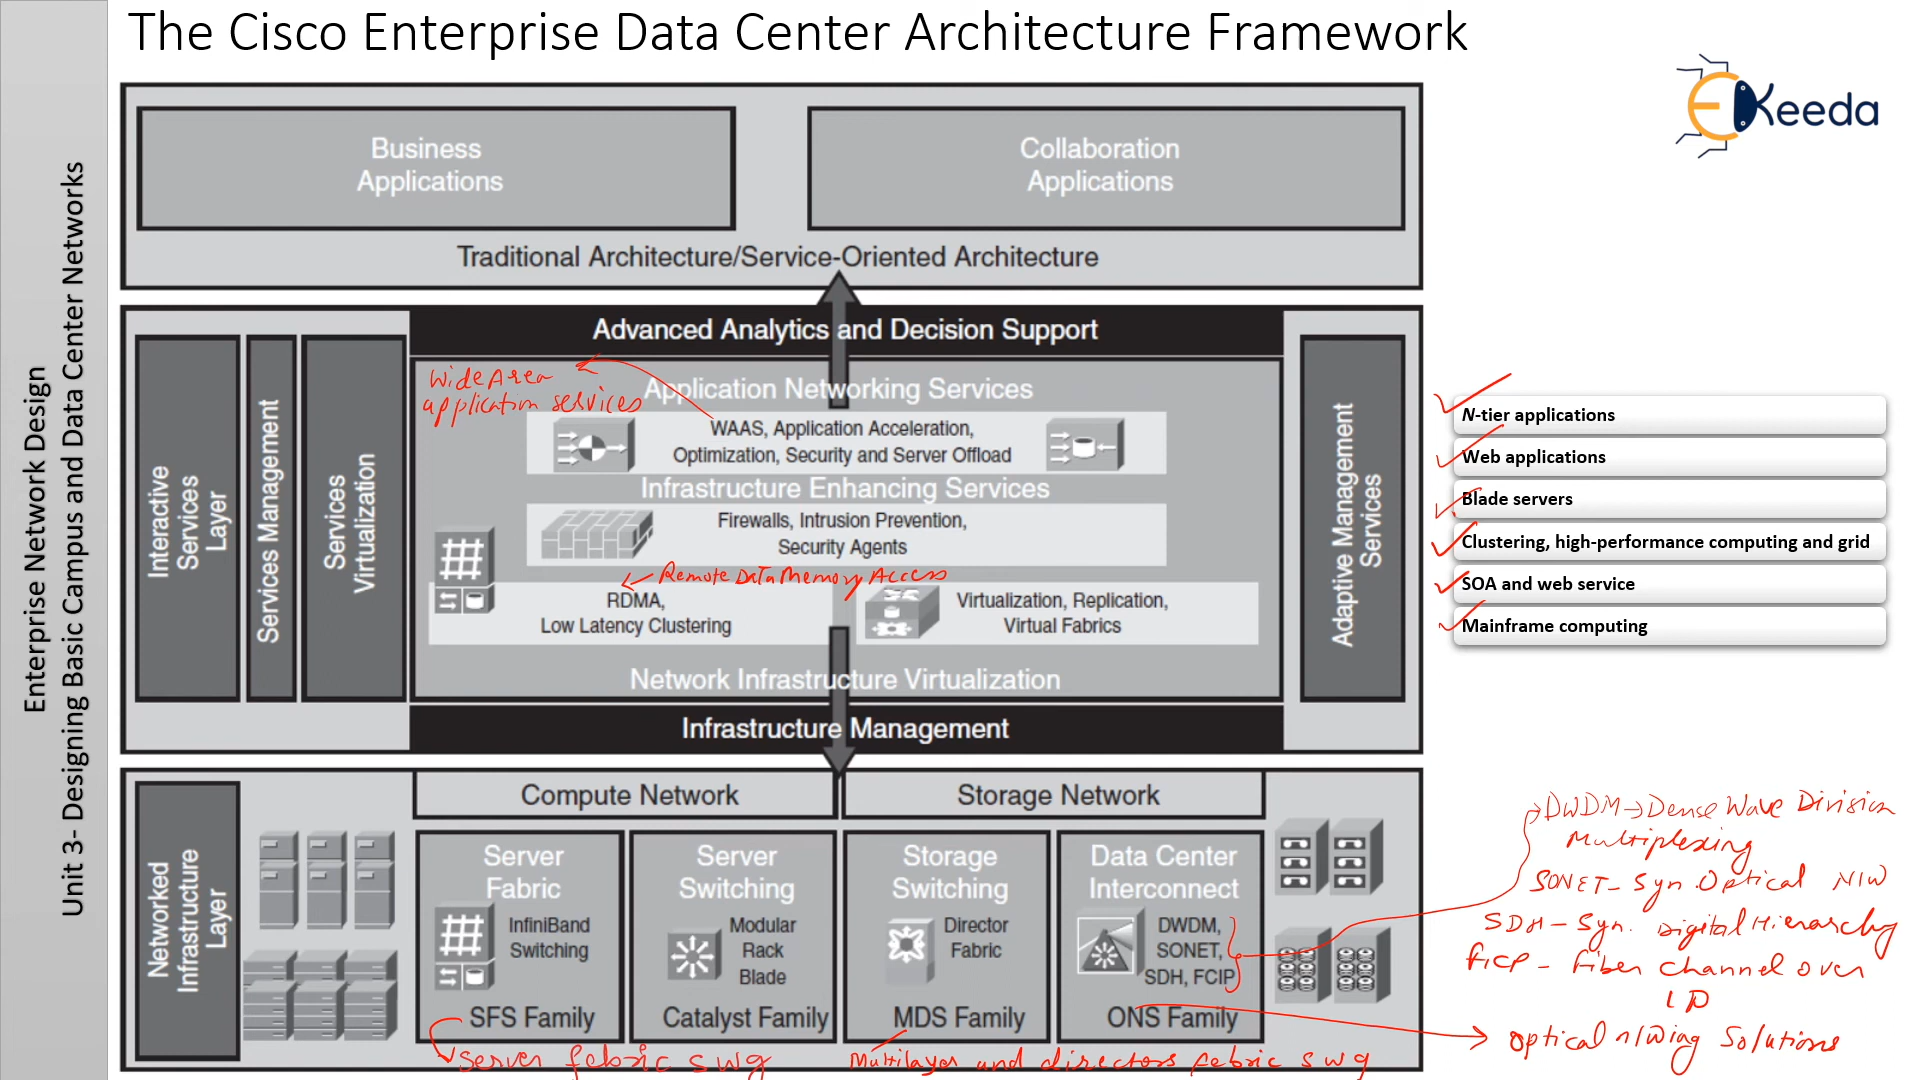 The Cisco Enterprise Data Center Architecture Framework
EKeeda
Enterprise Network Design
Unit 3- Designing Basic Campus and Data Center Networks
Business
Applications
Collaboration
Applications
Traditional Architecture/Service-Oriented Architecture
Interactive
Services
Layer
Services Management
Services
Virtualization
Advanced Analytics and Decision Support
Wide Area
application services
Application Networking Services
WAAS, Application Acceleration,
Optimization, Security and Server Offload
Infrastructure Enhancing Services
Firewalls, Intrusion Prevention,
Security Agents
Remote Data Memory Access
RDMA,
Low Latency Clustering
Virtualization, Replication,
Virtual Fabrics
Network Infrastructure Virtualization
Infrastructure Management
Adaptive Management
Services
N-tier applications
Web applications
Blade servers
Clustering, high-performance computing and grid
SOA and web service
Mainframe computing
Networked
Infrastructure
Layer
Compute Network
Storage Network
Server
Fabric
InfiniBand
Switching
SFS Family
Server
Switching
Modular
Rack
Blade
Catalyst Family
Storage
Switching
Director
Fabric
MDS Family
Data Center
Interconnect
DWDM,
SONET,
SDH, FCIP
ONS Family
DWDM→Dense Wave Division
Multiplexing
SONET- Syn. Optical N/W
SDH - Syn. Digital Hierarchy
FICP - Fiber Channel over
IP
Optical n/wing Solutions
Server febric swg
Multilayer and directors febric swg